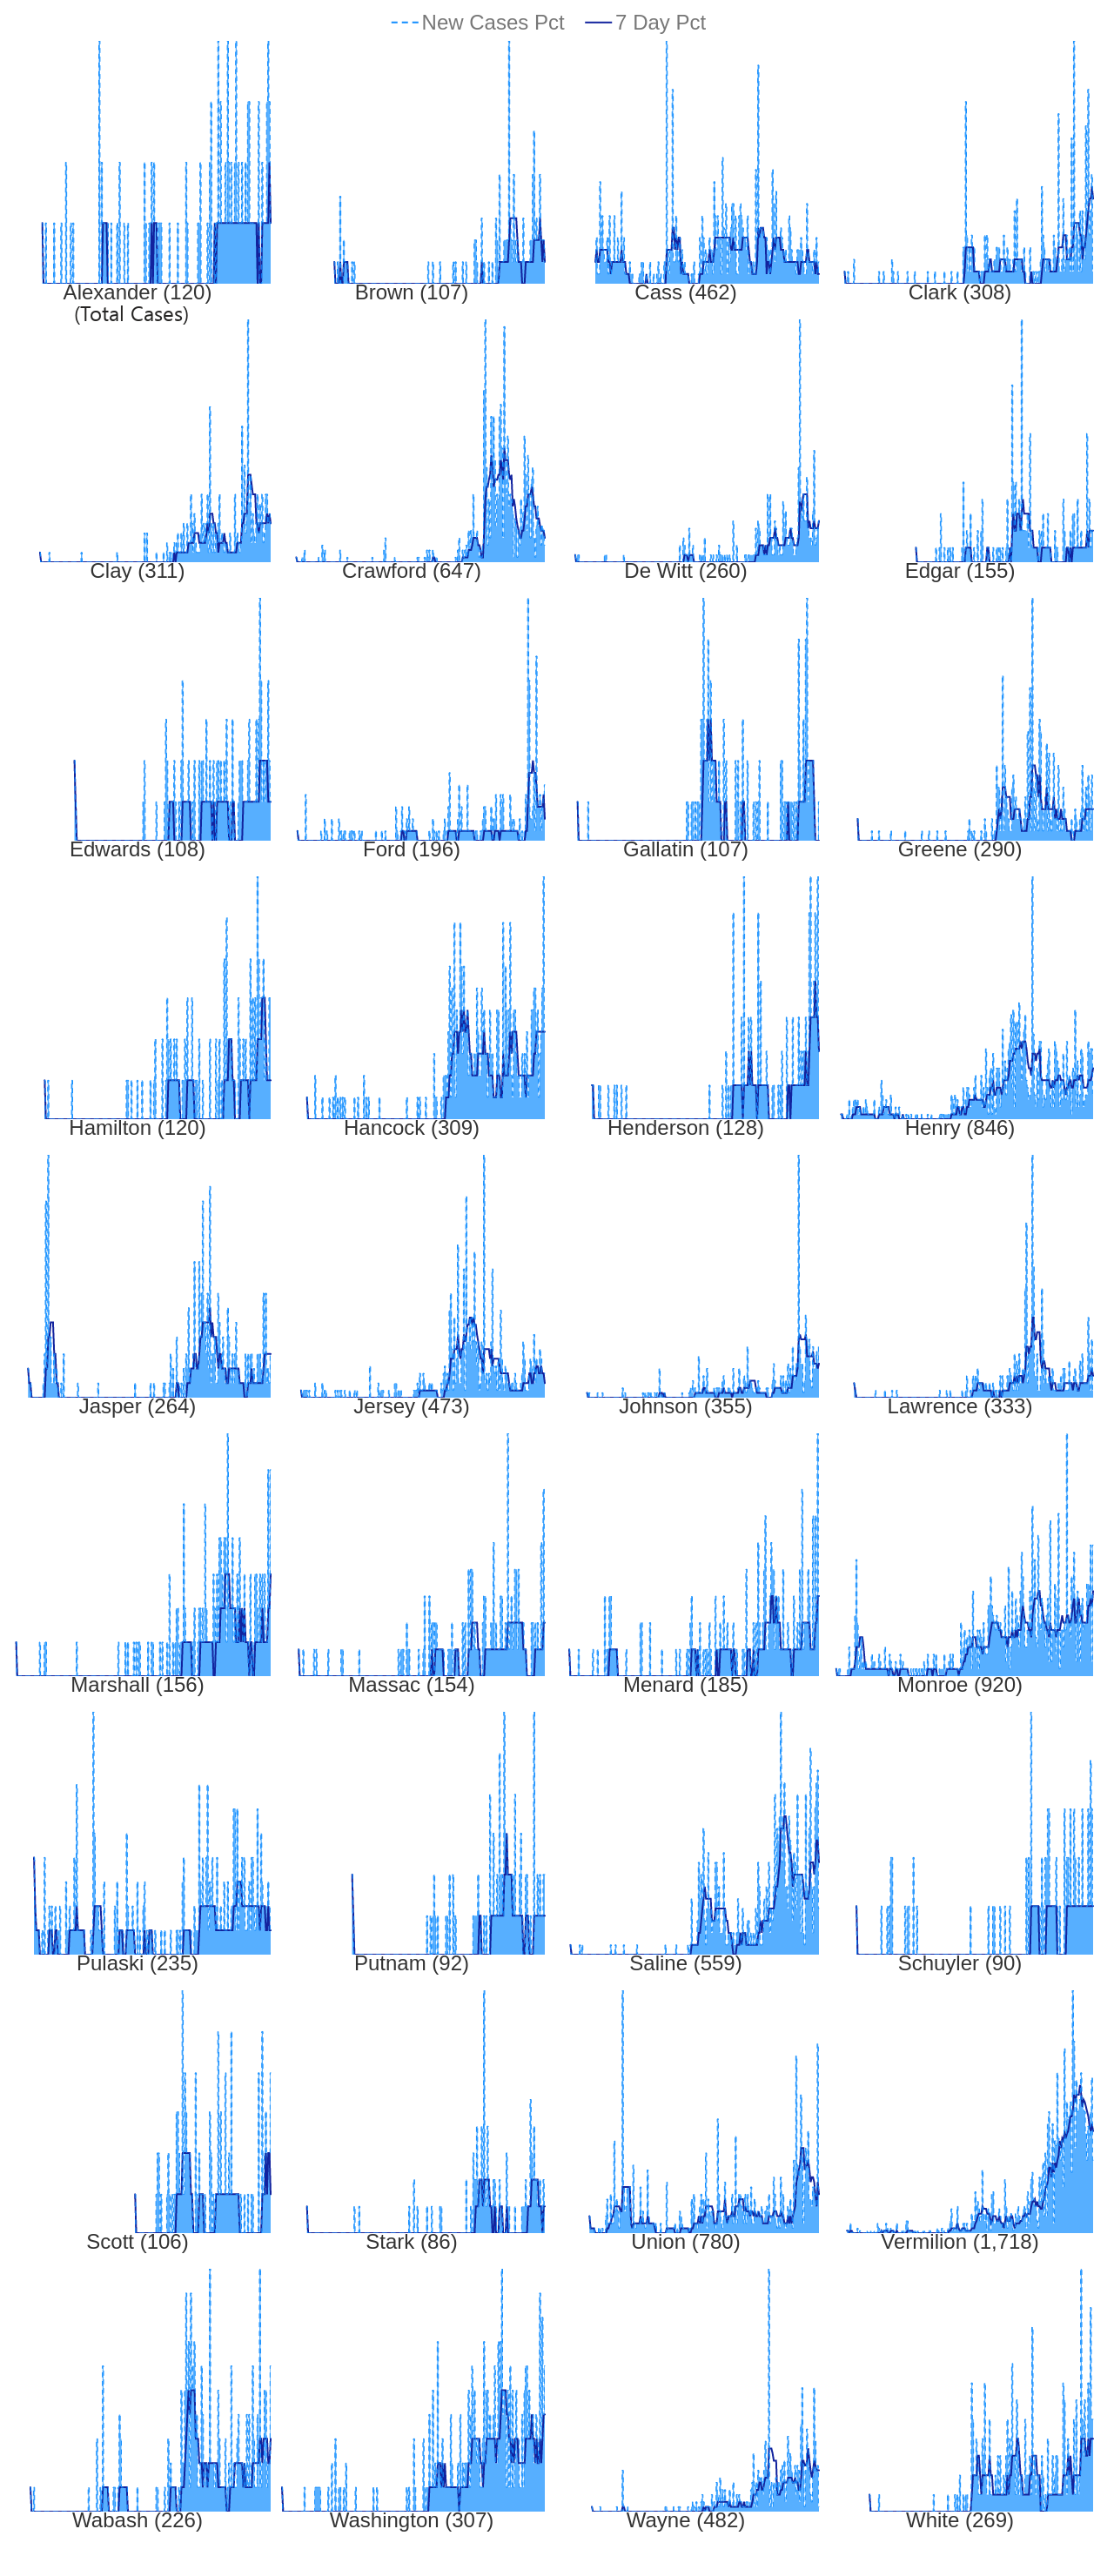 New Cases Pct 7 Day Pct
Alexander (120) Brown (107) Cass (462) Clark (308)
(Total Cases)
Clay (311) Crawford (647) De Witt (260) Edgar (155)
Edwards (108) Ford (196) Gallatin (107) Greene (290)
Hamilton (120) Hancock (309) Henderson (128) Henry (846)
Jasper (264) Jersey (473) Johnson (355) Lawrence (333)
Marshall (156) Massac (154) Menard (185) Monroe (920)
Pulaski (235) Putnam (92) Saline (559) Schuyler (90)
Scott (106) Stark (86) Union (780) Vermilion (1,718)
Wabash (226) Washington (307) Wayne (482) White (269)